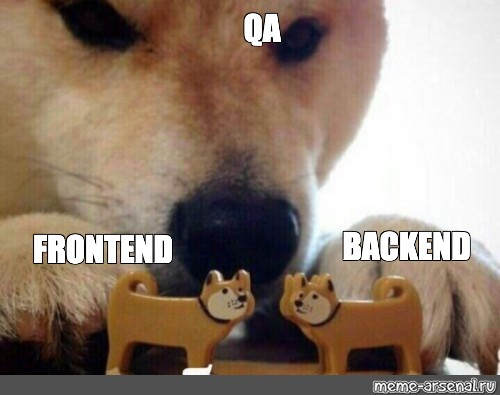 QA
FRONTEND
BACKEND
meme-arsenal.ru